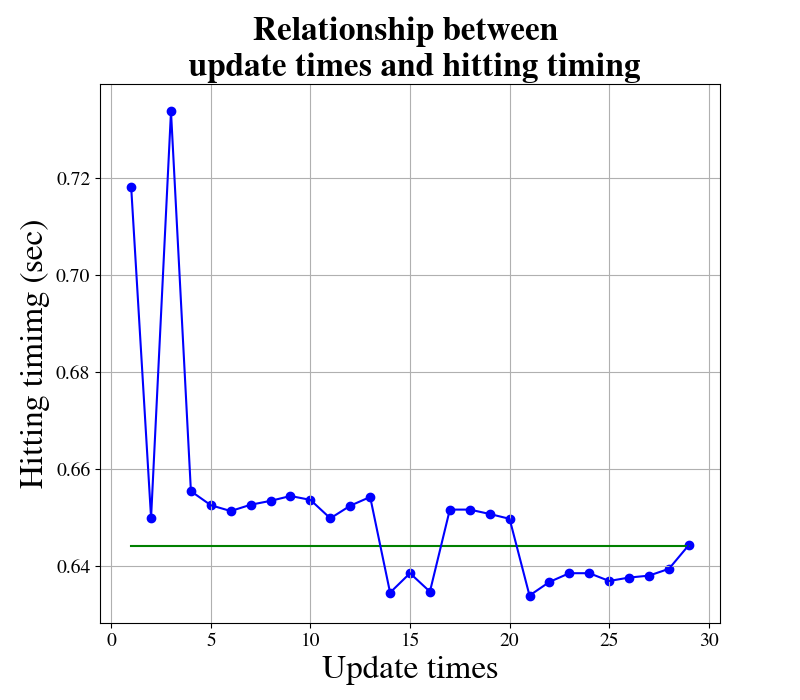 Relationship between
update times and hitting timing
Hitting timimg (sec)
0.72
0.70
0.68
0.66
0.64
0 5 10 15 20 25 30
Update times